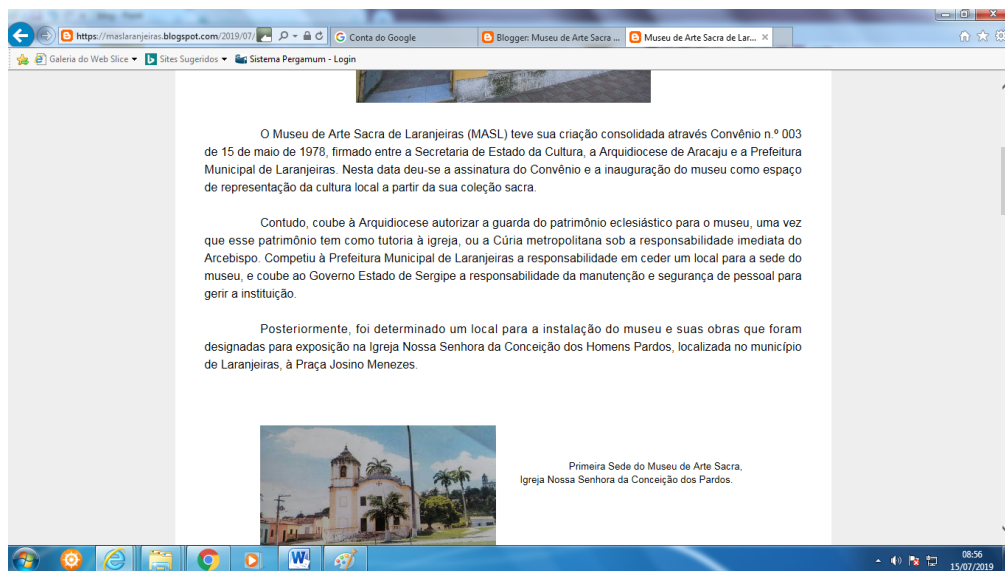 https://maslaranjeiras.blogspot.com/2019/07/
Conta do Google
Blogger: Museu de Arte Sacra ...
Museu de Arte Sacra de Lar...
Galeria do Web Slice
Sites Sugeridos
Sistema Pergamum - Login
O Museu de Arte Sacra de Laranjeiras (MASL) teve sua criação consolidada através Convênio n.º 003
de 15 de maio de 1978, firmado entre a Secretaria de Estado da Cultura, a Arquidiocese de Aracaju e a Prefeitura
Municipal de Laranjeiras. Nesta data deu-se a assinatura do Convênio e a inauguração do museu como espaço
de representação da cultura local a partir da sua coleção sacra.
Contudo, coube à Arquidiocese autorizar a guarda do patrimônio eclesiástico para o museu, uma vez
que esse patrimônio tem como tutoria à igreja, ou a Cúria metropolitana sob a responsabilidade imediata do
Arcebispo. Competiu à Prefeitura Municipal de Laranjeiras a responsabilidade em ceder um local para a sede do
museu, e coube ao Governo Estado de Sergipe a responsabilidade da manutenção e segurança de pessoal para
gerir a instituição.
Posteriormente, foi determinado um local para a instalação do museu e suas obras que foram
designadas para exposição na Igreja Nossa Senhora da Conceição dos Homens Pardos, localizada no município
de Laranjeiras, à Praça Josino Menezes.
Primeira Sede do Museu de Arte Sacra,
Igreja Nossa Senhora da Conceição dos Pardos.
08:56
15/07/2019